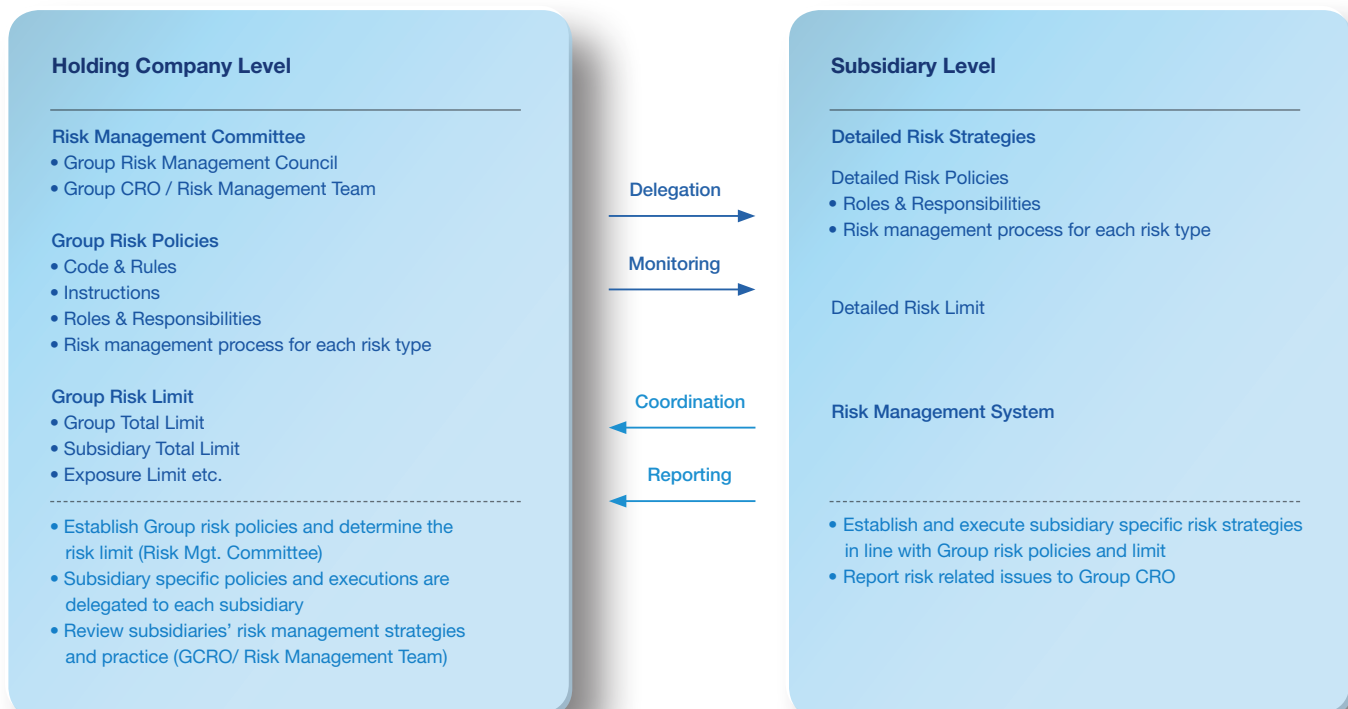 Holding Company Level
Risk Management Committee
• Group Risk Management Council
• Group CRO / Risk Management Team
Group Risk Policies
• Code & Rules
• Instructions
• Roles & Responsibilities
• Risk management process for each risk type
Group Risk Limit
• Group Total Limit
• Subsidiary Total Limit
• Exposure Limit etc.
• Establish Group risk policies and determine the
risk limit (Risk Mgt. Committee)
• Subsidiary specific policies and executions are
delegated to each subsidiary
• Review subsidiaries’ risk management strategies
and practice (GCRO/ Risk Management Team)
Delegation
Monitoring
Coordination
Reporting
Subsidiary Level
Detailed Risk Strategies
Detailed Risk Policies
• Roles & Responsibilities
• Risk management process for each risk type
Detailed Risk Limit
Risk Management System
• Establish and execute subsidiary specific risk strategies
in line with Group risk policies and limit
• Report risk related issues to Group CRO